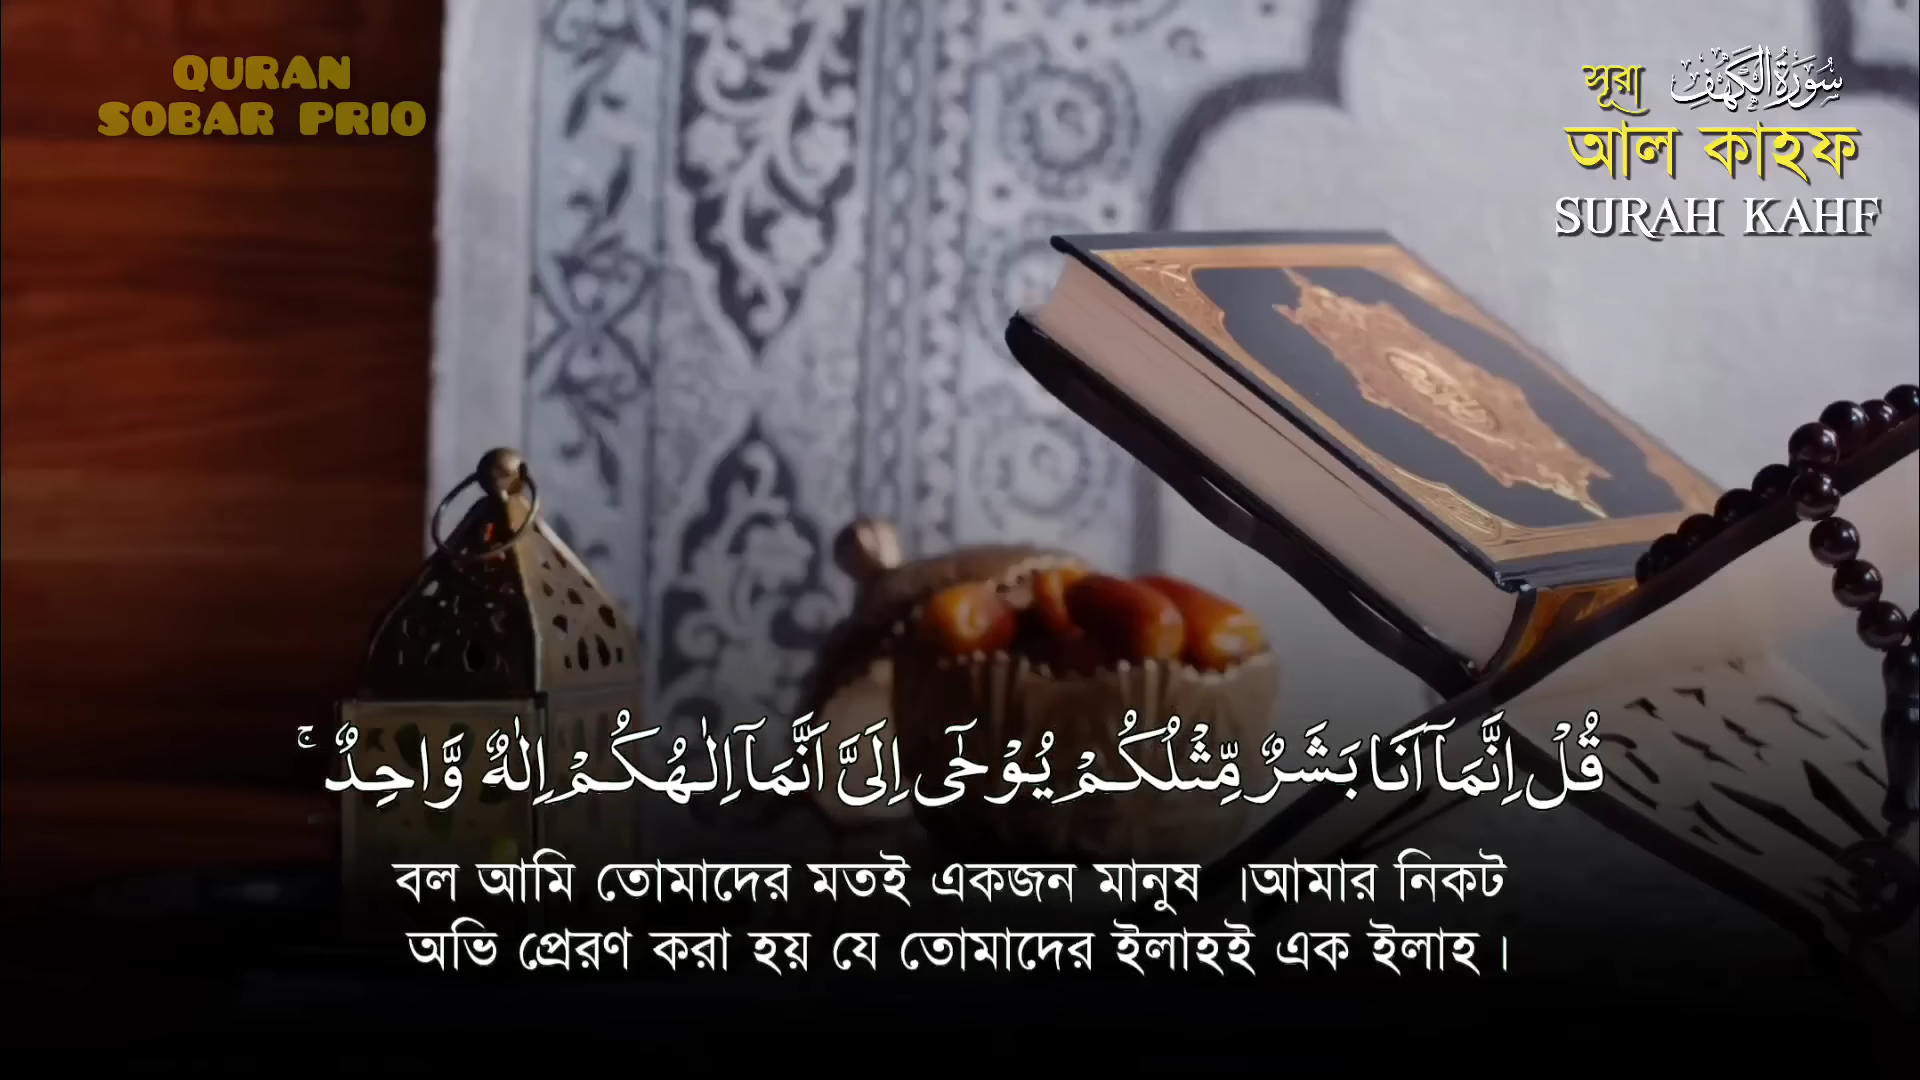 QURAN
SOBAR PRIO
সূরা سُورَةُ الكَهْفِ
আল কাহফ
SURAH KAHF
قُلْ اِنَّمَاۤ اَنَا بَشَرٌ مِّثْلُكُمْ يُوْحٰۤى اِلَىَّ اَنَّمَاۤ اِلٰـهُكُمْ اِلٰهٌ وَّاحِدٌ ۚ
বল আমি তোমাদের মতই একজন মানুষ ।আমার নিকট
অভি প্রেরণ করা হয় যে তোমাদের ইলাহই এক ইলাহ।